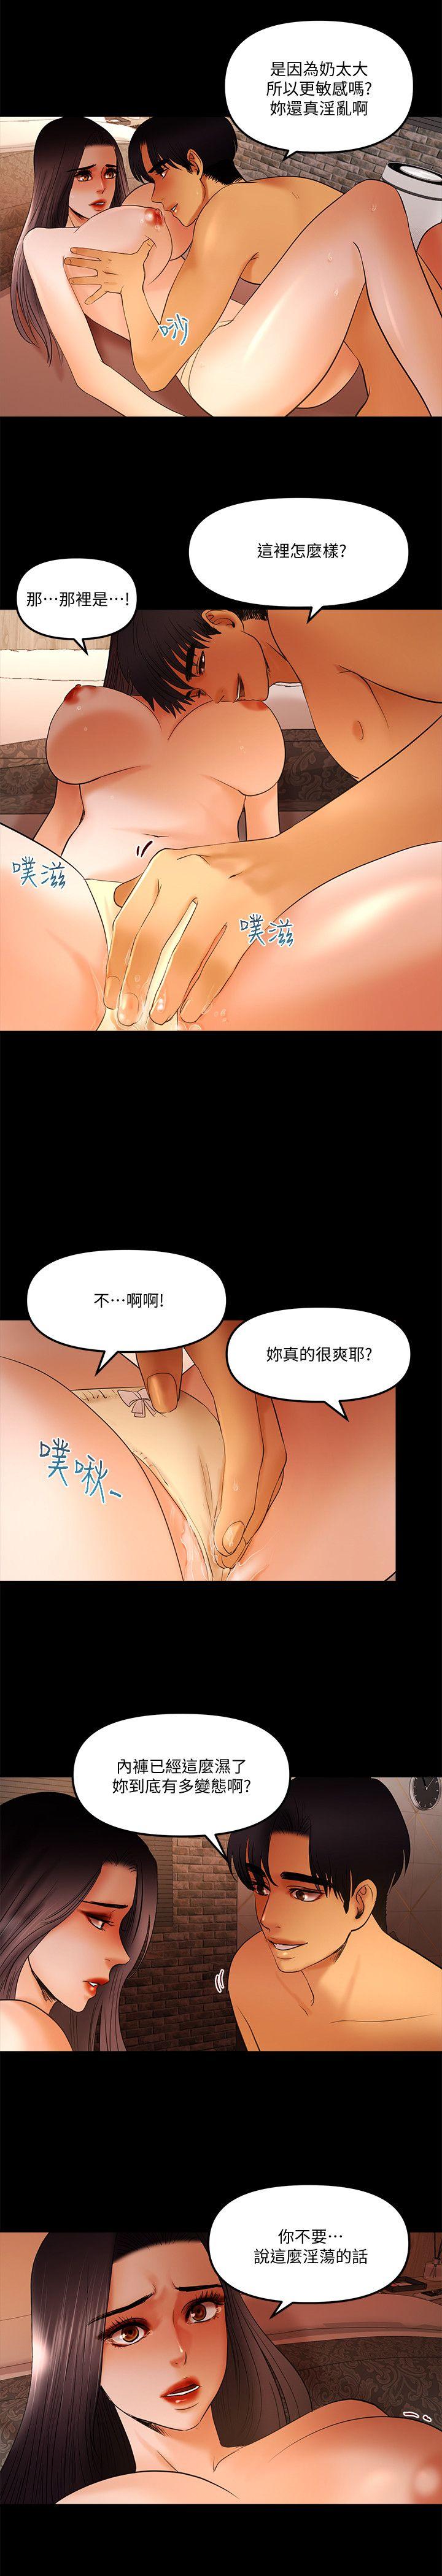 是因為奶太大
所以更敏感嗎?
妳還真淫亂啊
吵
這裡怎麼樣?
那…那裡是…!
噗滋
噗滋
不…啊啊!
妳真的很爽耶?
噗啾
內褲已經這麼濕了
妳到底有多變態啊?
你不要…
說這麼淫蕩的話